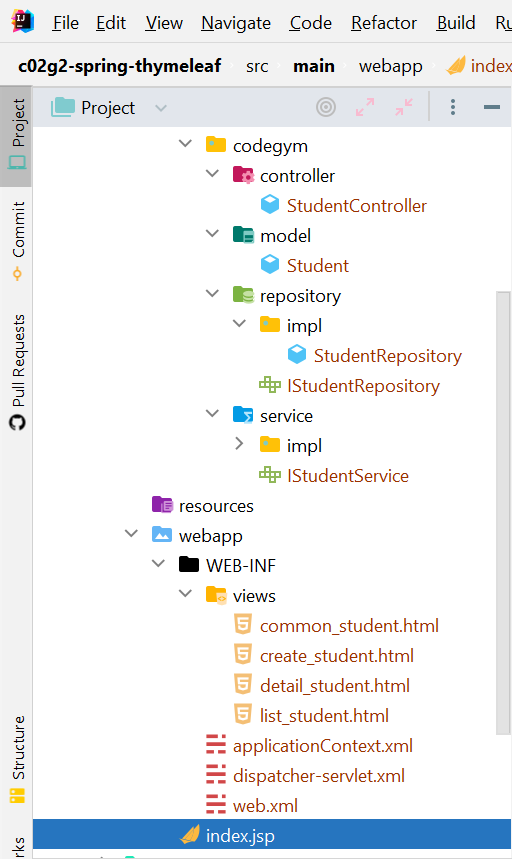 File Edit View Navigate Code Refactor Build
c02g2-spring-thymeleaf src main webapp index
Project
Project
codegym
controller
StudentController
model
Student
repository
impl
StudentRepository
IStudentRepository
service
impl
IStudentService
resources
webapp
WEB-INF
views
common_student.html
create_student.html
detail_student.html
list_student.html
applicationContext.xml
dispatcher-servlet.xml
web.xml
index.jsp
Commit
Pull Requests
Structure